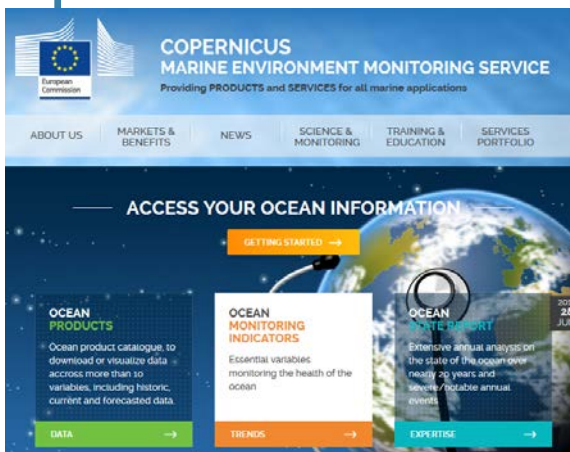 COPERNICUS
MARINE ENVIRONMENT MONITORING SERVICE
Providing PRODUCTS and SERVICES for all marine applications
European
Commission
ABOUT US
MARKETS &
BENEFITS
NEWS
SCIENCE &
MONITORING
TRAINING &
EDUCATION
SERVICES
PORTFOLIO
ACCESS YOUR OCEAN INFORMATION
GETTING STARTED →
OCEAN
PRODUCTS
Ocean product catalogue, to
download or visualize data
accross more than 10
variables, including historic,
current and forecasted data.
DATA →
OCEAN
MONITORING
INDICATORS
Essential variables
monitoring the health of the
ocean
TRENDS →
OCEAN
STATE REPORT
Extensive annual analysis on
the state of the ocean over
nearly 20 years and
severe/notable annual
events
EXPERTISE →